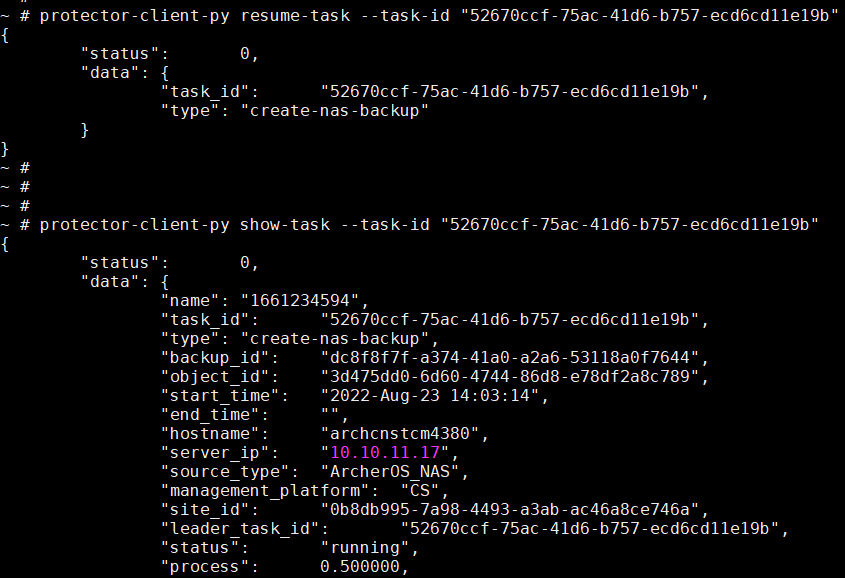 ~ # protector-client-py resume-task --task-id "52670ccf-75ac-41d6-b757-ecd6cd11e19b"
{
        "status":       0,
        "data": {
                "task_id":      "52670ccf-75ac-41d6-b757-ecd6cd11e19b",
                "type": "create-nas-backup"
        }
}
~ #
~ #
~ #
~ # protector-client-py show-task --task-id "52670ccf-75ac-41d6-b757-ecd6cd11e19b"
{
        "status":       0,
        "data": {
                "name": "1661234594",
                "task_id":      "52670ccf-75ac-41d6-b757-ecd6cd11e19b",
                "type": "create-nas-backup",
                "backup_id":    "dc8f8f7f-a374-41a0-a2a6-53118a0f7644",
                "object_id":    "3d475dd0-6d60-4744-86d8-e78df2a8c789",
                "start_time":   "2022-Aug-23 14:03:14",
                "end_time":     "",
                "hostname":     "archcnstcm4380",
                "server_ip":    "10.10.11.17",
                "source_type":  "ArcherOS_NAS",
                "management_platform":  "CS",
                "site_id":      "0b8db995-7a98-4493-a3ab-ac46a8ce746a",
                "leader_task_id":       "52670ccf-75ac-41d6-b757-ecd6cd11e19b",
                "status":       "running",
                "process":      0.500000,